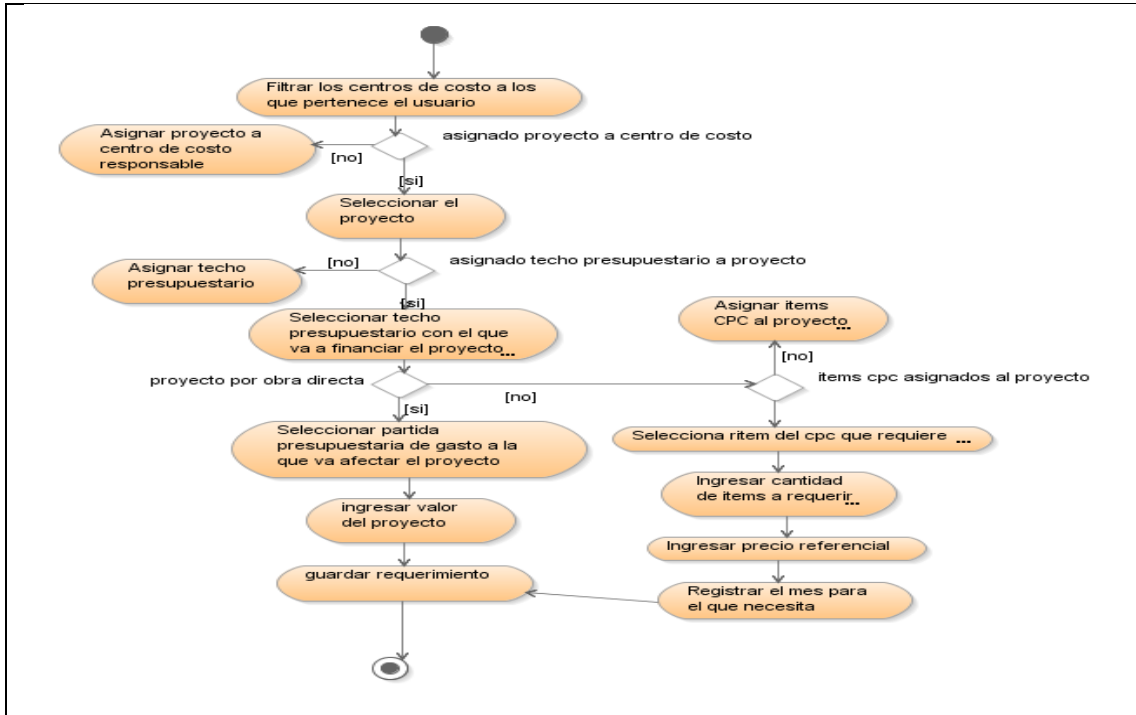 Filtrar los centros de costo a los
que pertenece el usuario
asignado proyecto a centro de costo
Asignar proyecto a
centro de costo
responsable
[no]
[si]
Seleccionar el
proyecto
asignado techo presupuestario a proyecto
[no]
Asignar techo
presupuestario
[si]
Seleccionar techo
presupuestario con el que
va a financiar el proyecto...
Asignar items
CPC al proyecto ...
[no]
proyecto por obra directa
[no]
items cpc asignados al proyecto
[si]
Seleccionar partida
presupuestaria de gasto a la
que va afectar el proyecto
Selecciona ritem del cpc que requiere ...
Ingresar cantidad
de items a requerir...
ingresar valor
del proyecto
Ingresar precio referencial
guardar requerimiento
Registrar el mes para
el que necesita